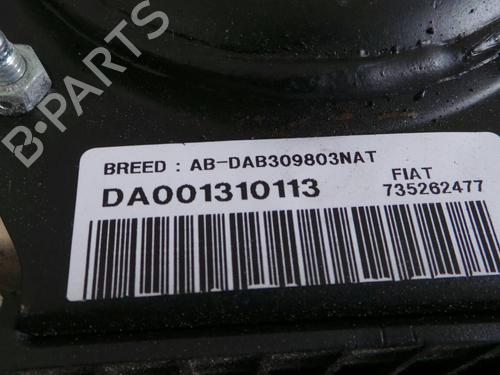 B-PARTS
BREED : AB-DAB309803NAT
DA001310113
FIAT
735262477